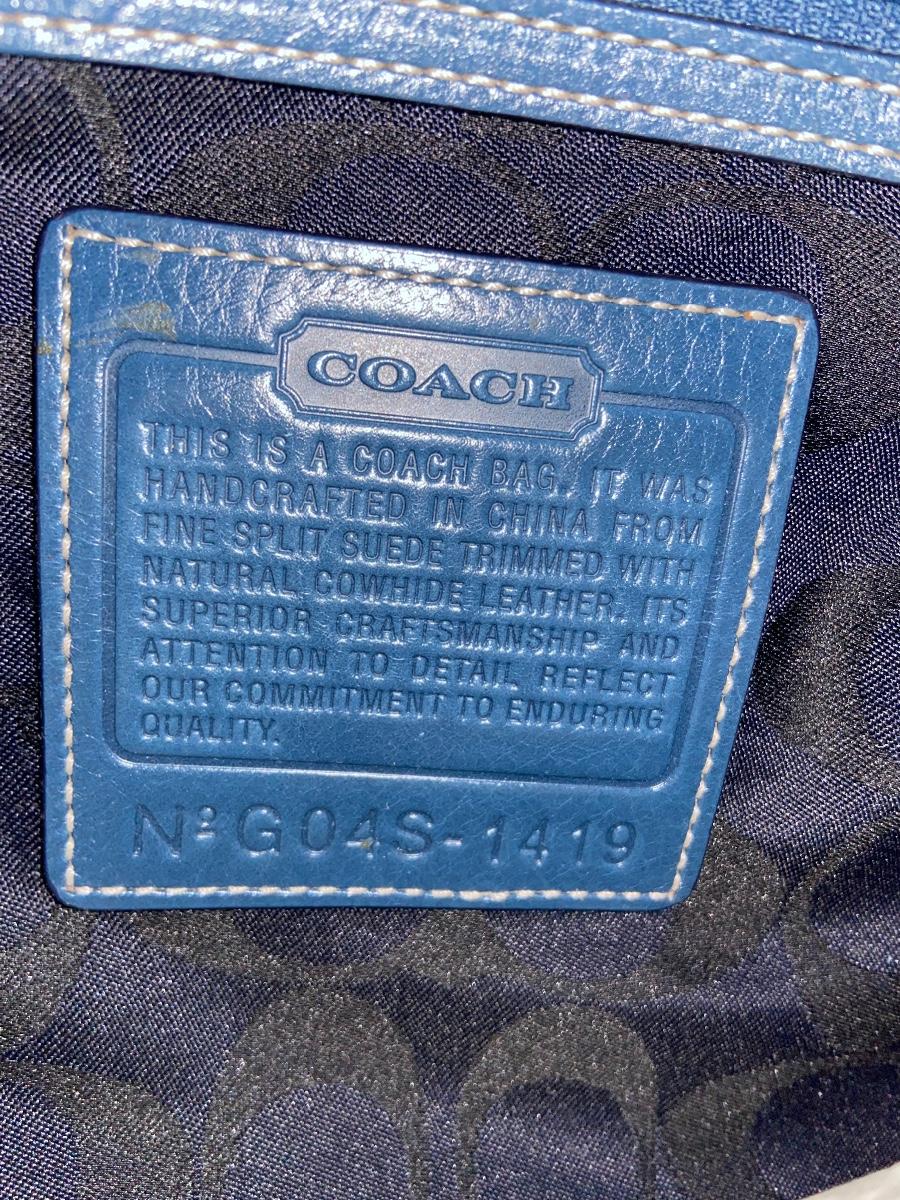 COACH
THIS IS A COACH BAG. IT WAS
HANDCRAFTED IN CHINA FROM
FINE SPLIT SUEDE TRIMMED WITH
NATURAL COWHIDE LEATHER. ITS
SUPERIOR CRAFTSMANSHIP AND
ATTENTION TO DETAIL REFLECT
OUR COMMITMENT TO ENDURING
QUALITY.
Nº G04S-1419